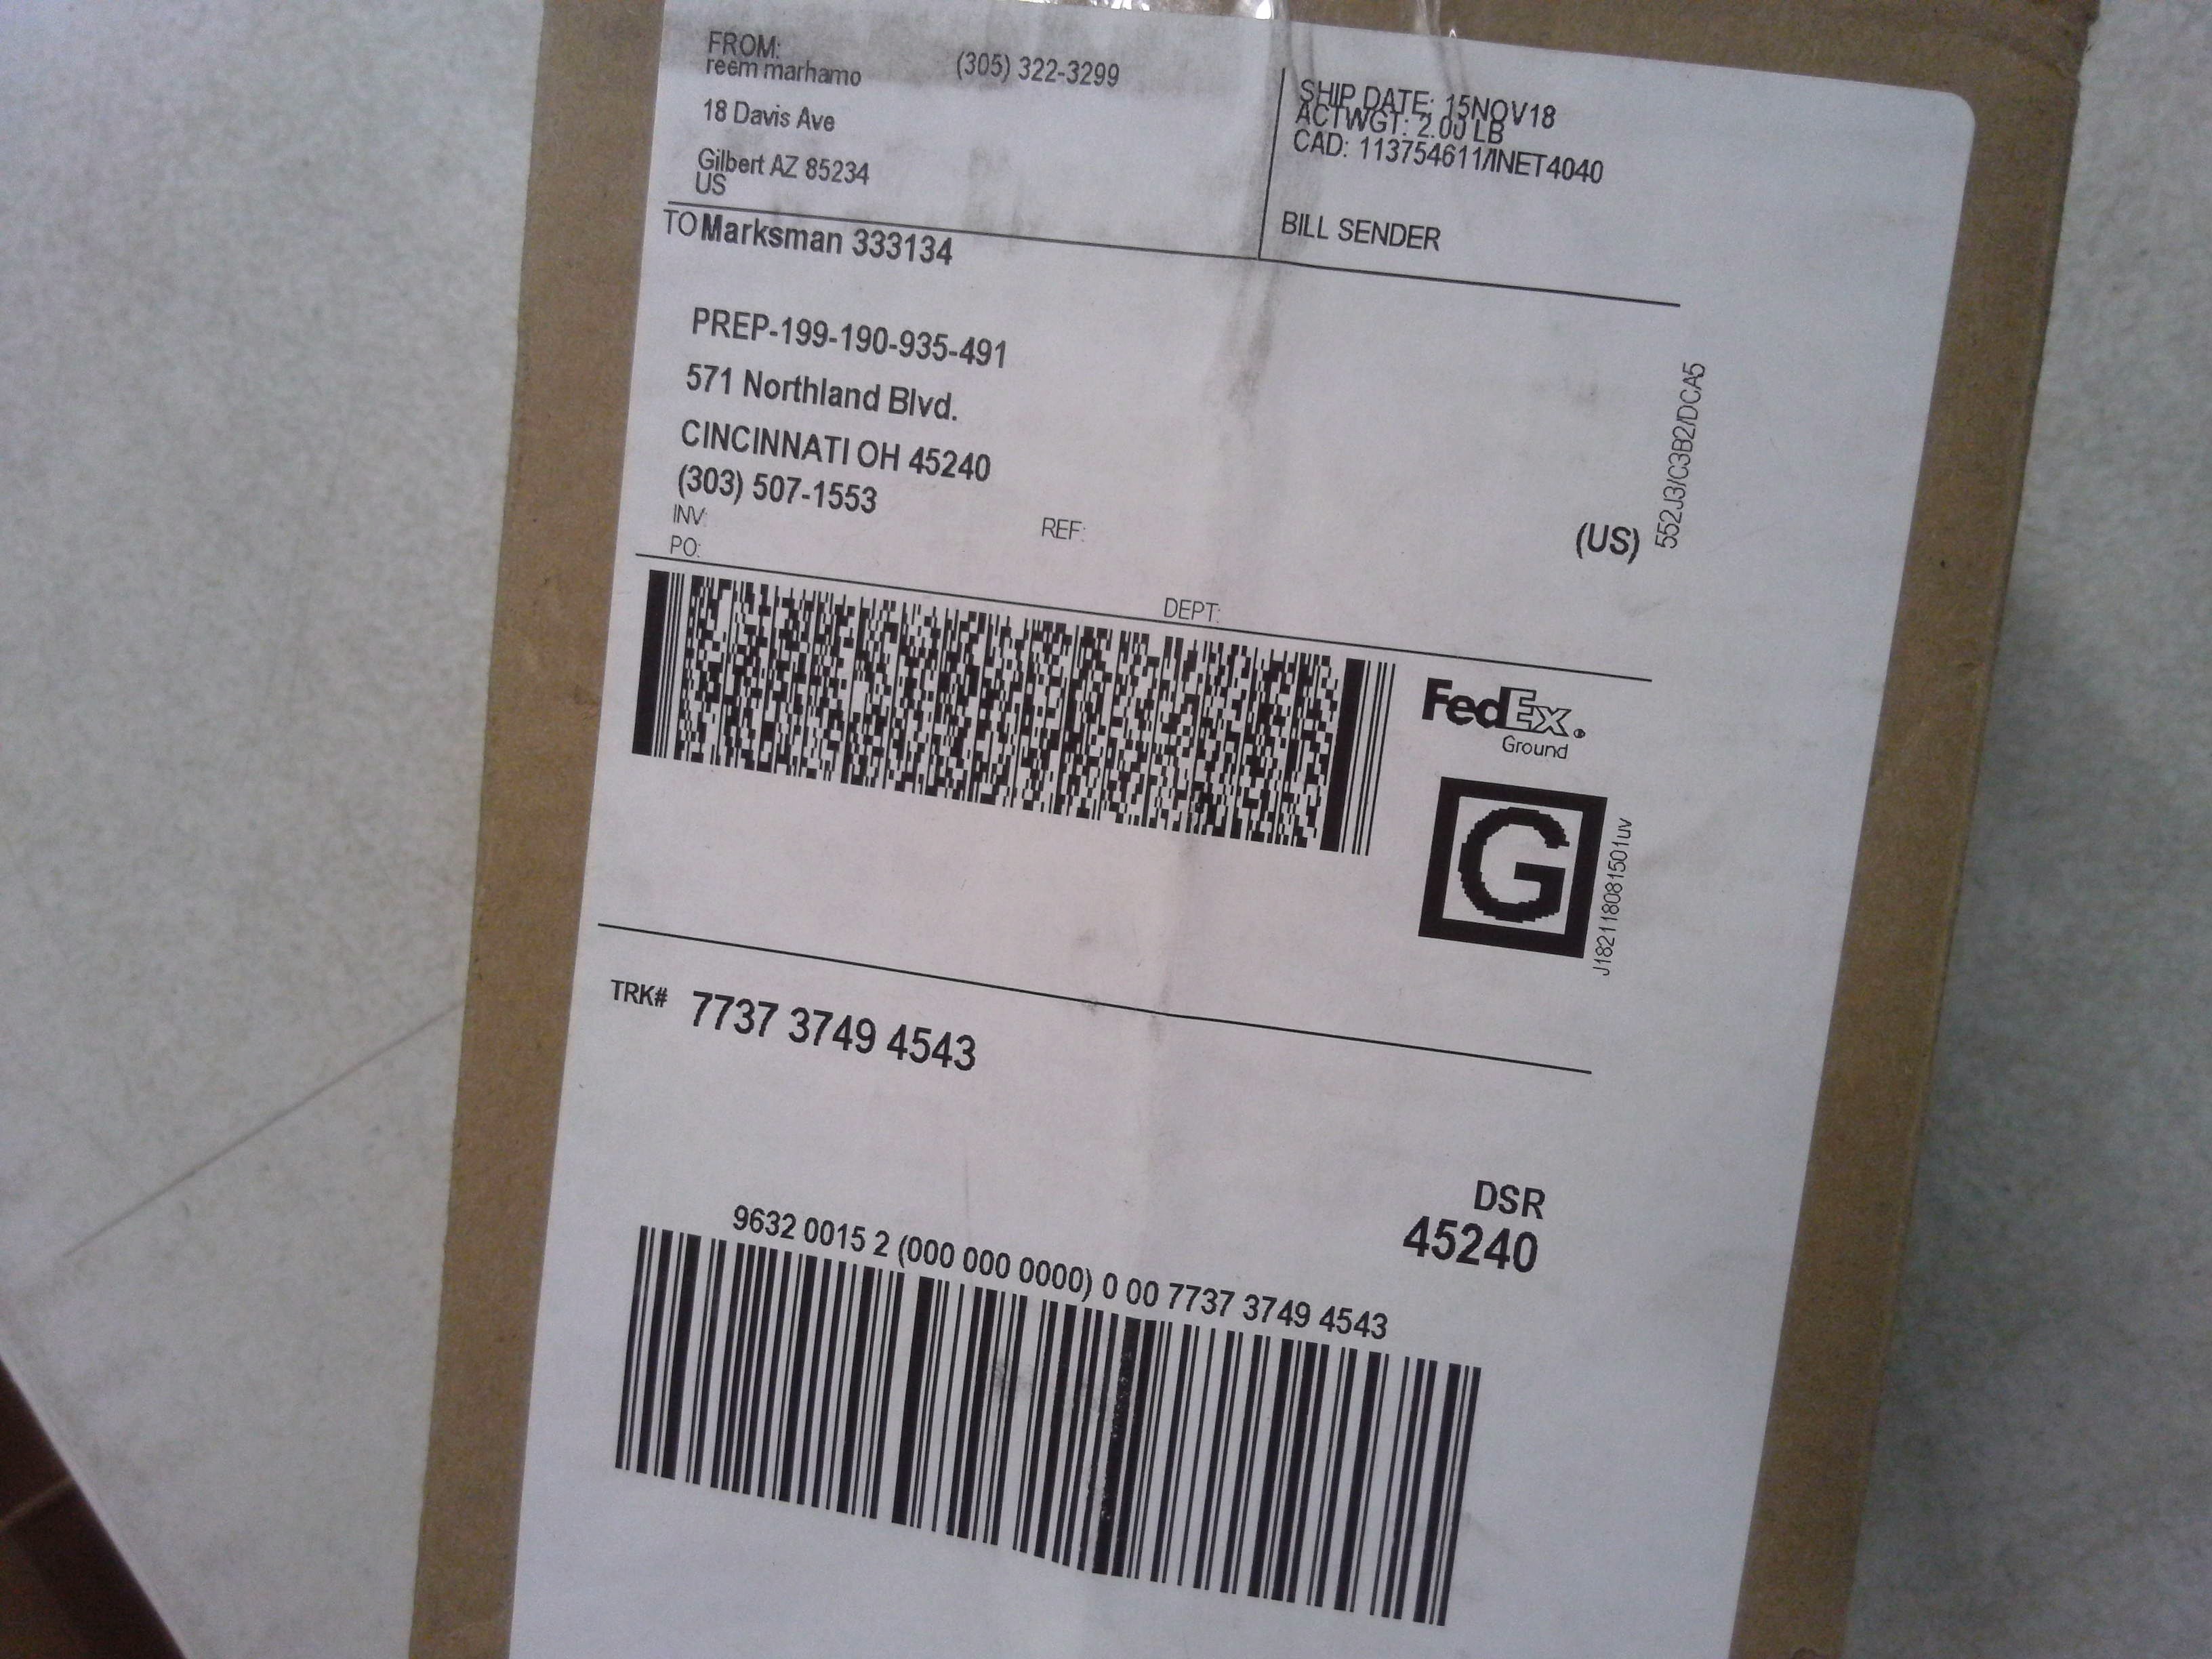 FROM:
reem marhamo (305) 322-3299
18 Davis Ave
Gilbert AZ 85234
US
SHIP DATE: 15NOV18
ACTWGT: 2.00 LB
CAD: 113754611/INET4040
BILL SENDER
TO Marksman 333134
PREP-199-190-935-491
571 Northland Blvd.
CINCINNATI OH 45240
(303) 507-1553
INV:
REF:
PO:
DEPT:
(US)
552J3/C3B2/DCA5
FedEx®
Ground
G
J18211808 1501uv
TRK# 7737 3749 4543
DSR
45240
9632 0015 2 (000 000 0000) 0 00 7737 3749 4543